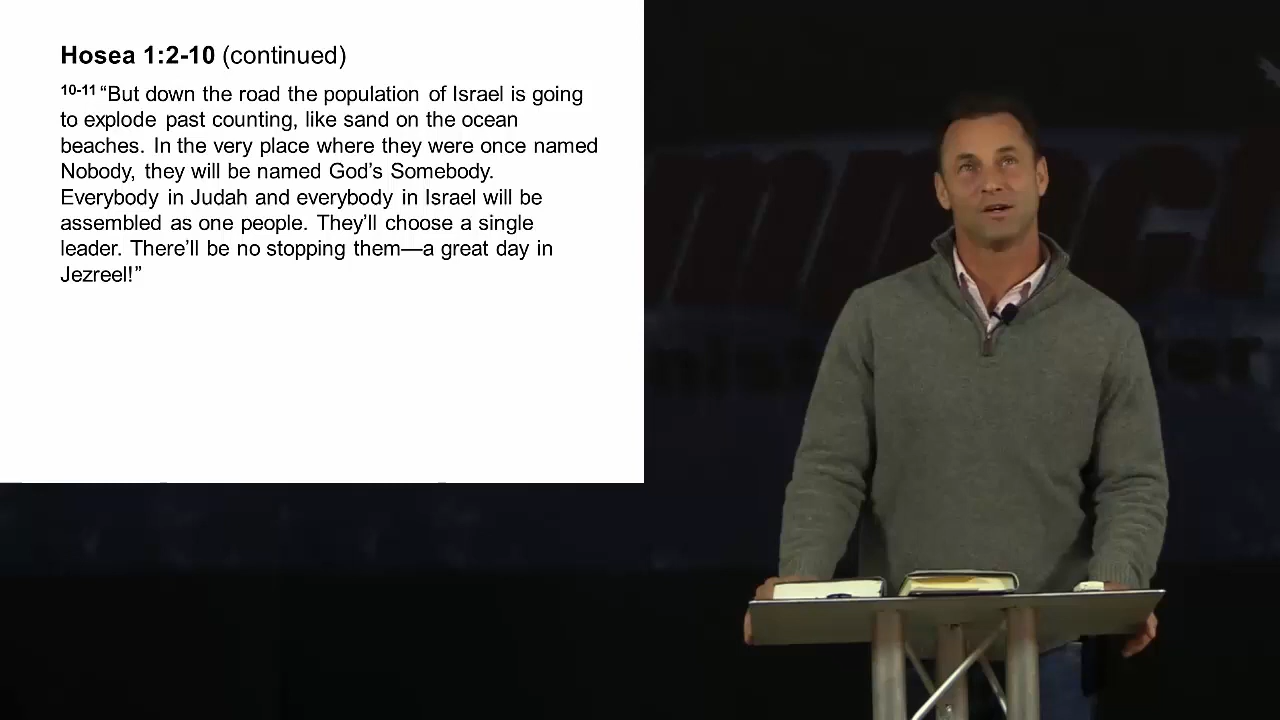 Hosea 1:2-10 (continued)
10-11 “But down the road the population of Israel is going
to explode past counting, like sand on the ocean
beaches. In the very place where they were once named
Nobody, they will be named God’s Somebody.
Everybody in Judah and everybody in Israel will be
assembled as one people. They’ll choose a single
leader. There’ll be no stopping them—a great day in
Jezreel!”